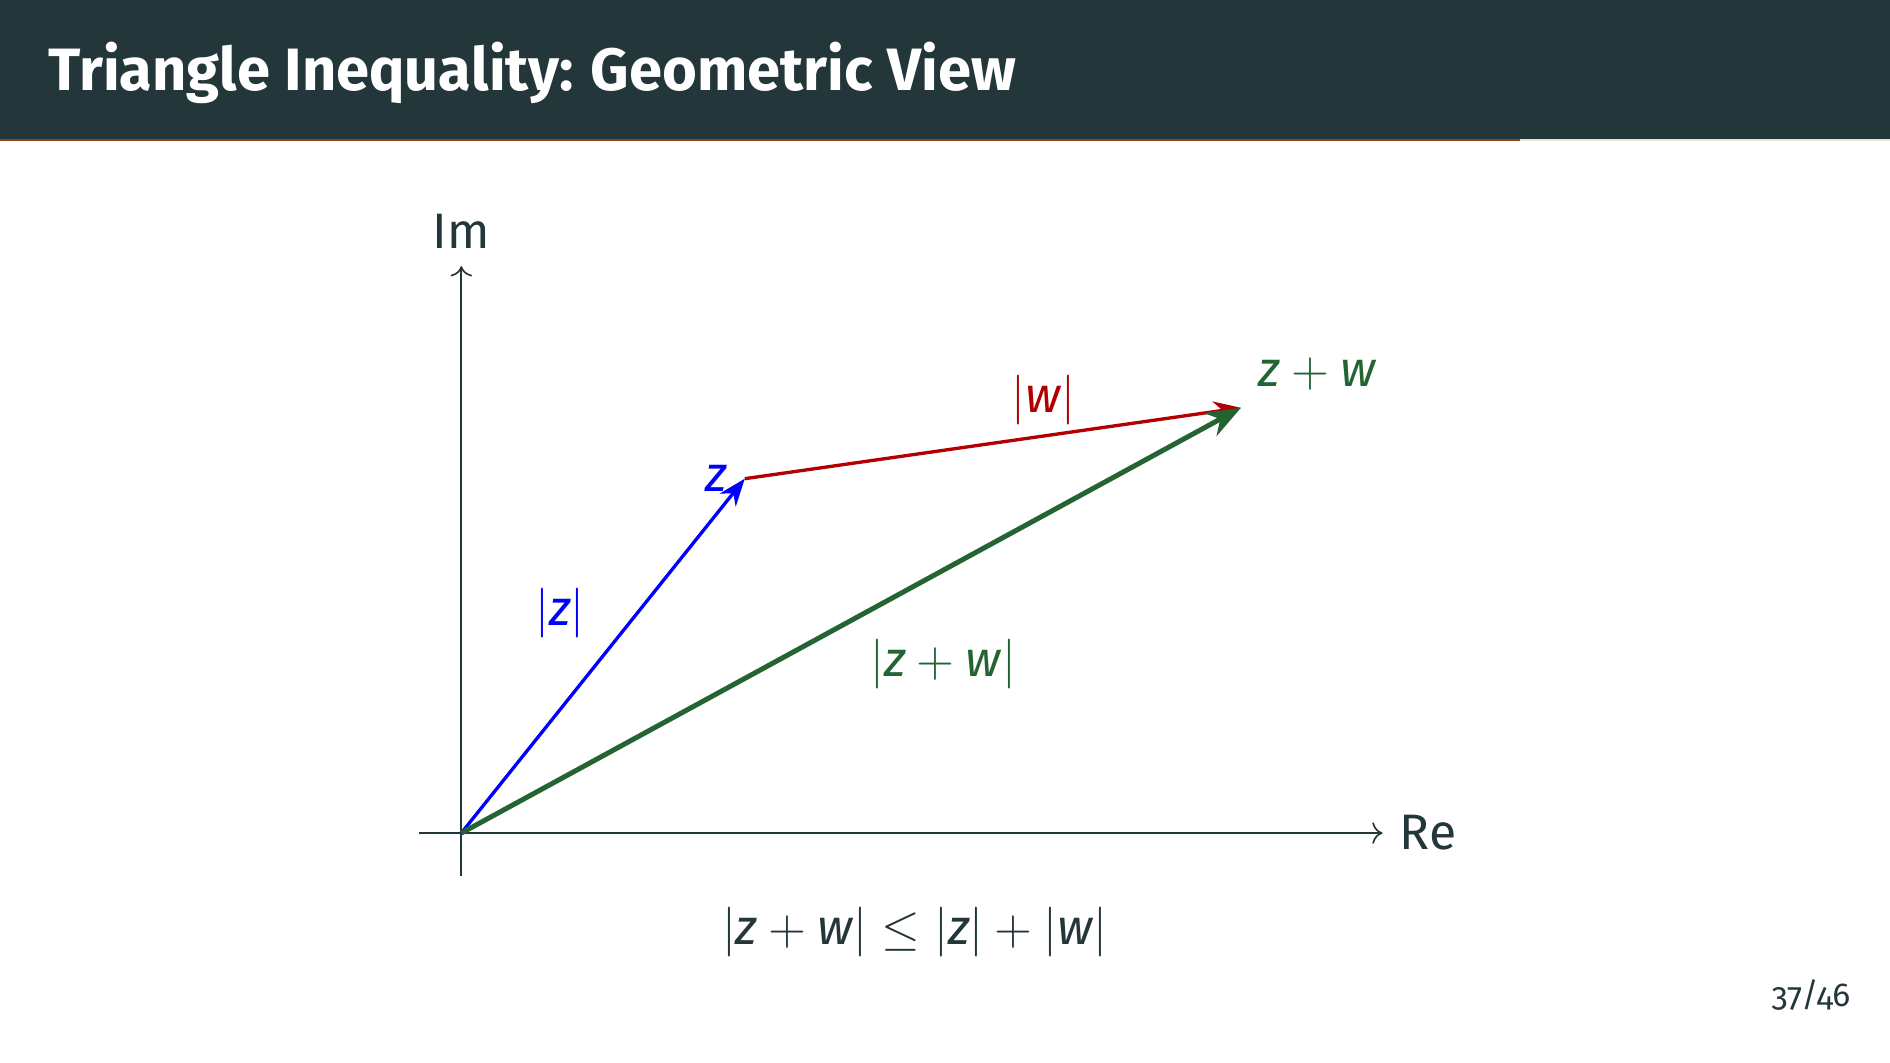 Triangle Inequality: Geometric View
Im
z + w
|w|
z
|z|
|z + w|
Re
|z + w| ≤ |z| + |w|
37/46